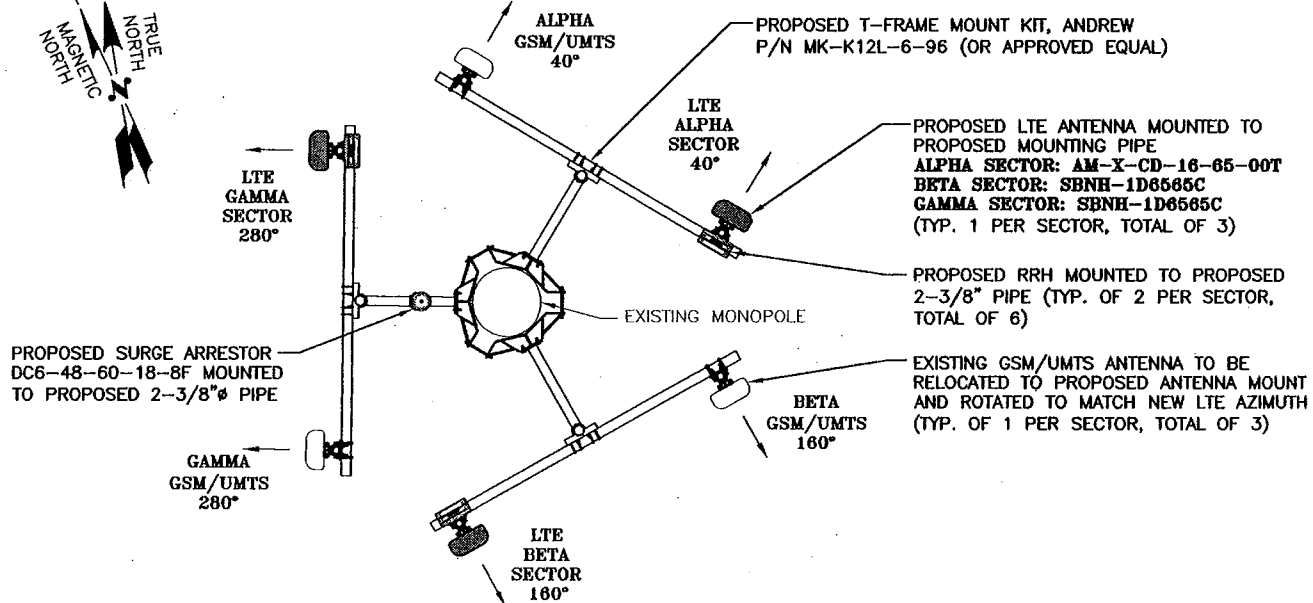 TRUE
NORTH
MAGNETIC
NORTH
N
ALPHA
GSM/UMTS
40°
PROPOSED T-FRAME MOUNT KIT, ANDREW
P/N MK-K12L-6-96 (OR APPROVED EQUAL)
LTE
ALPHA
SECTOR
40°
PROPOSED LTE ANTENNA MOUNTED TO
PROPOSED MOUNTING PIPE
ALPHA SECTOR: AM-X-CD-16-65-00T
BETA SECTOR: SBNH-1D6565C
GAMMA SECTOR: SBNH-1D6565C
(TYP. 1 PER SECTOR, TOTAL OF 3)
LTE
GAMMA
SECTOR
280°
PROPOSED RRH MOUNTED TO PROPOSED
2-3/8" PIPE (TYP. OF 2 PER SECTOR,
TOTAL OF 6)
EXISTING MONOPOLE
PROPOSED SURGE ARRESTOR
DC6-48-60-18-8F MOUNTED
TO PROPOSED 2-3/8"ø PIPE
EXISTING GSM/UMTS ANTENNA TO BE
RELOCATED TO PROPOSED ANTENNA MOUNT
AND ROTATED TO MATCH NEW LTE AZIMUTH
(TYP. OF 1 PER SECTOR, TOTAL OF 3)
BETA
GSM/UMTS
160°
GAMMA
GSM/UMTS
280°
LTE
BETA
SECTOR
160°